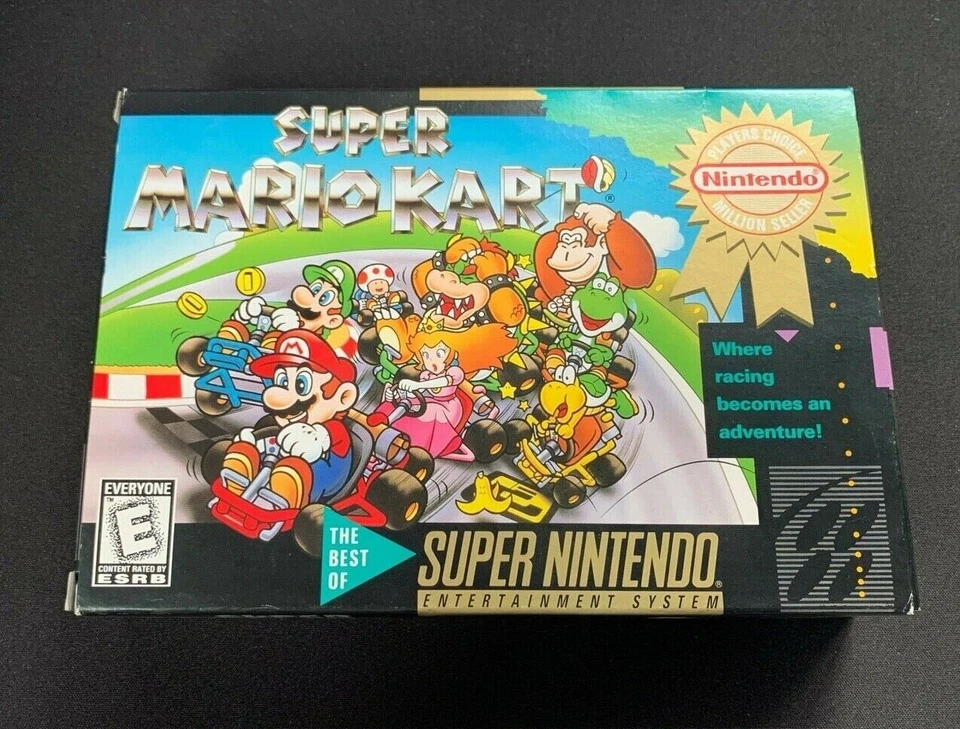 SUPER
MARIO KART®
PLAYERS CHOICE
Nintendo®
MILLION SELLER
Where
racing
becomes an
adventure!
M
EVERYONE
™
E
CONTENT RATED BY
ESRB
THE
BEST
OF
SUPER NINTENDO®
ENTERTAINMENT SYSTEM